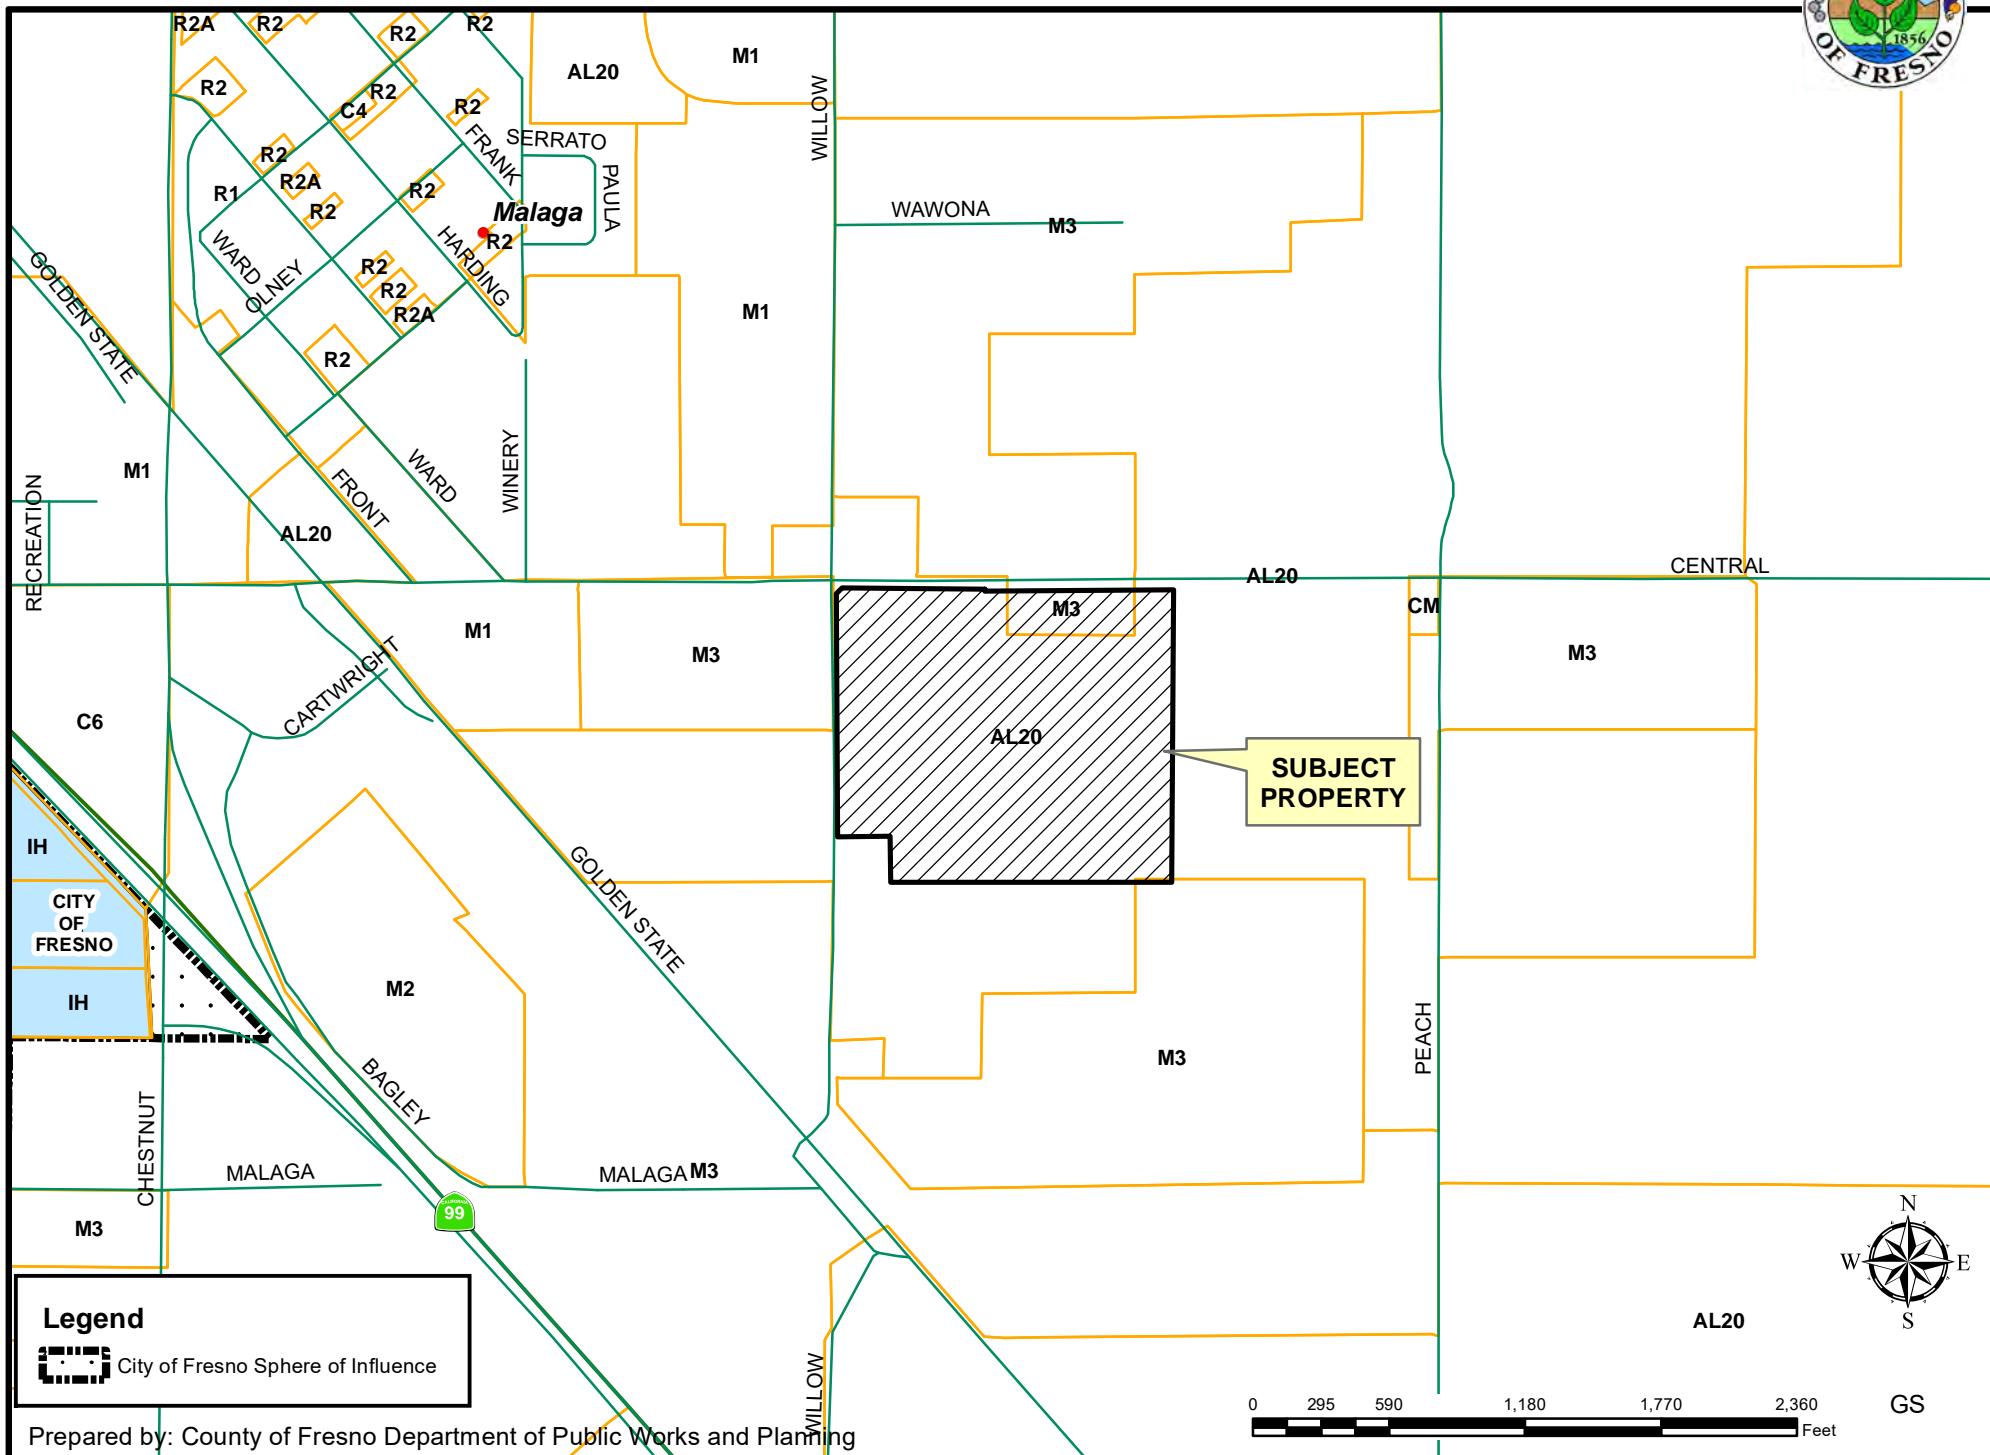 R2A
R2
R2
R2
1856
OF FRESNO
M1
AL20
R2
R2
C4
R2
WILLOW
FRANK
SERRATO
R2
R2A
R2
R1
R2
PAULA
Malaga
R2
WAWONA
M3
WARD
OLNEY
HARDING
R2
R2
R2A
GOLDEN STATE
M1
R2
M1
WARD
WINERY
FRONT
RECREATION
AL20
CENTRAL
AL20
M3
CM
M1
M3
M3
CARTWRIGHT
C6
AL20
SUBJECT
PROPERTY
IH
CITY
OF
FRESNO
IH
GOLDEN STATE
M2
M3
PEACH
BAGLEY
CHESTNUT
MALAGA
MALAGA
M3
CALIFORNIA
99
M3
N
W
E
S
AL20
Legend
City of Fresno Sphere of Influence
WILLOW
0
295
590
1,180
1,770
2,360
Feet
GS
Prepared by: County of Fresno Department of Public Works and Planning